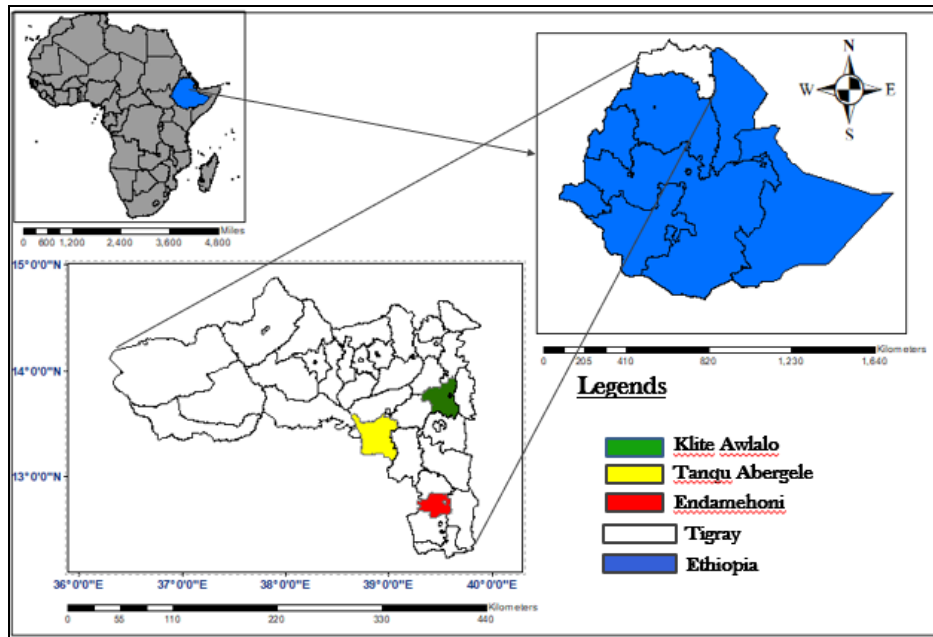 N
W E
S
Miles
0 600 1,200 2,400 3,600 4,800
15°0'0"N
14°0'0"N
13°0'0"N
36°0'0"E 37°0'0"E 38°0'0"E 39°0'0"E 40°0'0"E
Kilometers
0 55 110 220 330 440
Kilometers
0 205 410 820 1,230 1,640
Legends
Klite Awlalo
Tanqu Abergele
Endamehoni
Tigray
Ethiopia